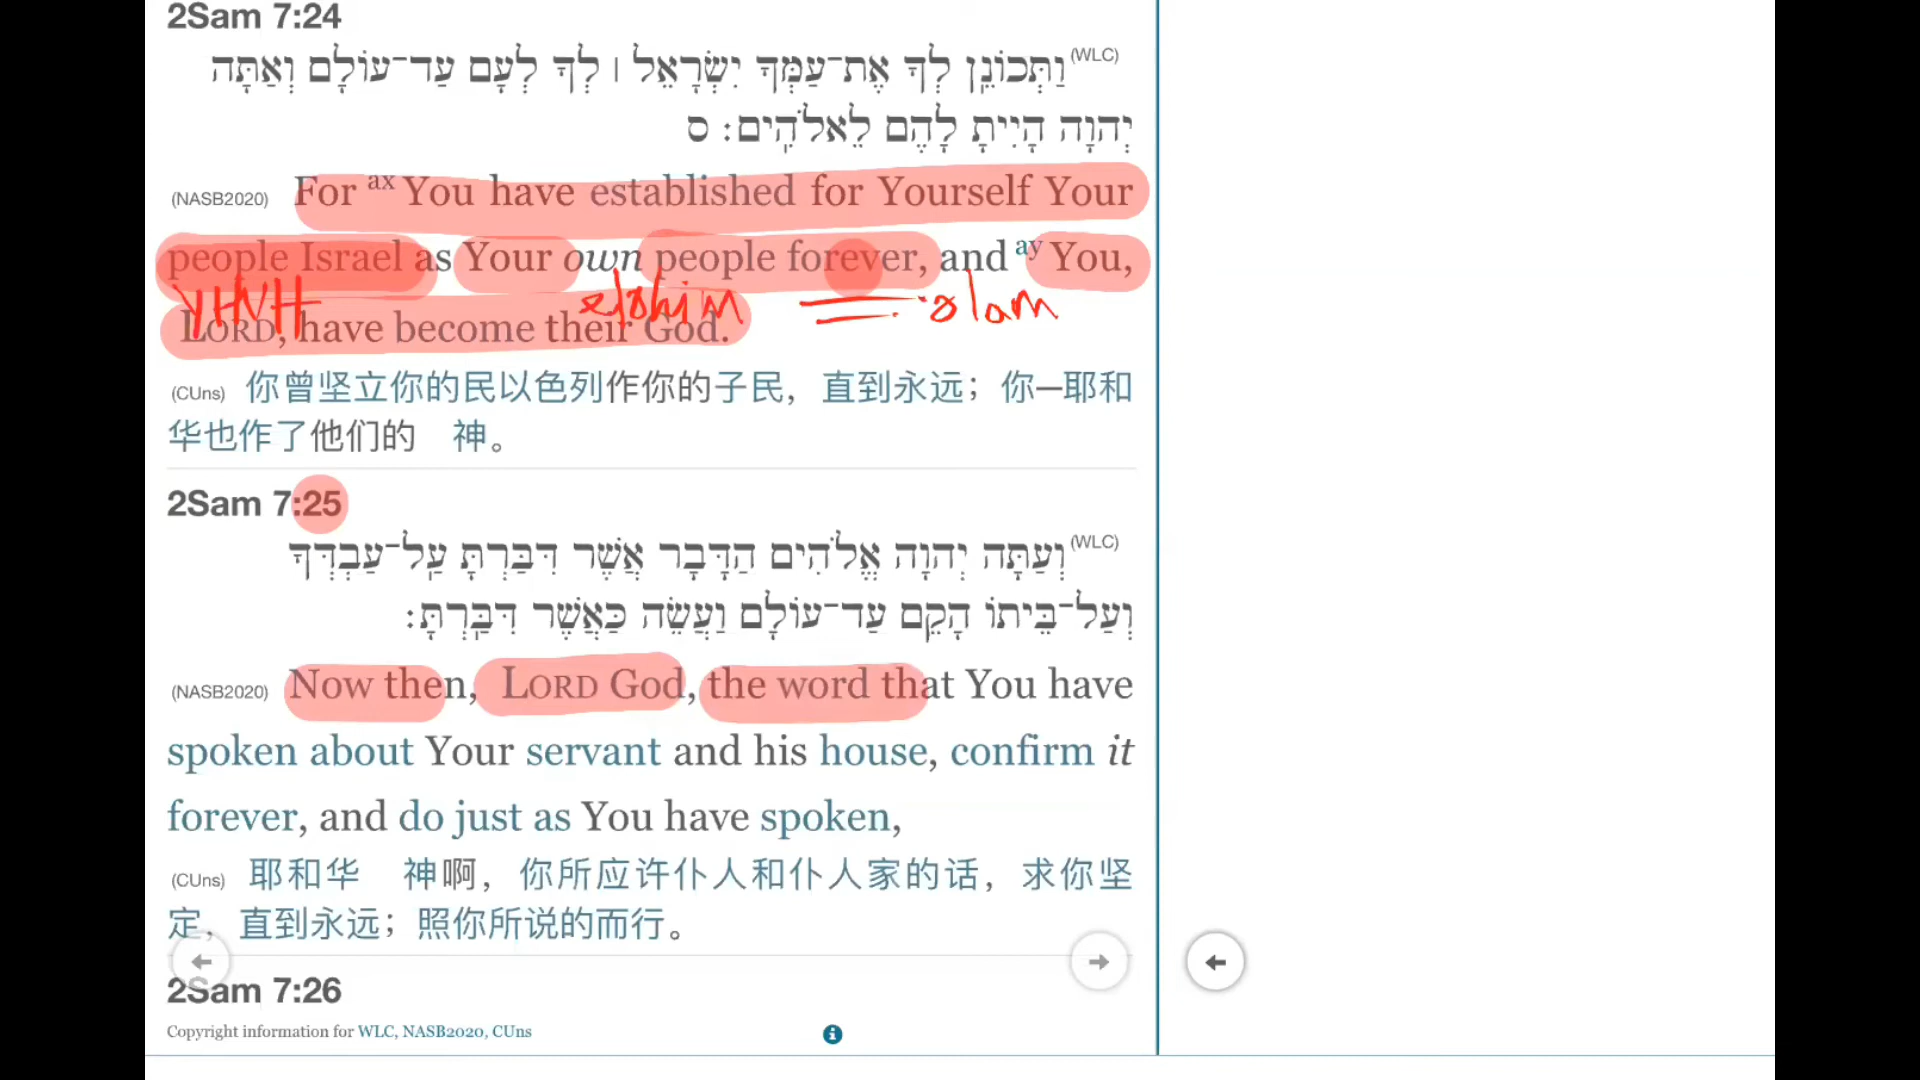 2Sam 7:24
(WLC) וַתְּכוֹנֵן לְךָ אֶת־עַמְּךָ יִשְׂרָאֵל ׀ לְךָ לְעָם עַד־עוֹלָם וְאַתָּה
יְהוָה הָיִיתָ לָהֶם לֵאלֹהִים׃ ס
(NASB2020) For ax You have established for Yourself Your
people Israel as Your own people forever, and ay You,
YHVH elohim olam
LORD, have become their God.
(CUns) 你曾坚立你的民以色列作你的子民，直到永远；你—耶和
华也作了他们的　神。
2Sam 7:25
(WLC) וְעַתָּה יְהוָה אֱלֹהִים הַדָּבָר אֲשֶׁר דִּבַּרְתָּ עַל־עַבְדְּךָ
וְעַל־בֵּיתוֹ הָקֵם עַד־עוֹלָם וַעֲשֵׂה כַּאֲשֶׁר דִּבַּרְתָּ׃
(NASB2020) Now then, LORD God, the word that You have
spoken about Your servant and his house, confirm it
forever, and do just as You have spoken,
(CUns) 耶和华　神啊，你所应许仆人和仆人家的话，求你坚
定，直到永远；照你所说的而行。
2Sam 7:26
Copyright information for WLC, NASB2020, CUns